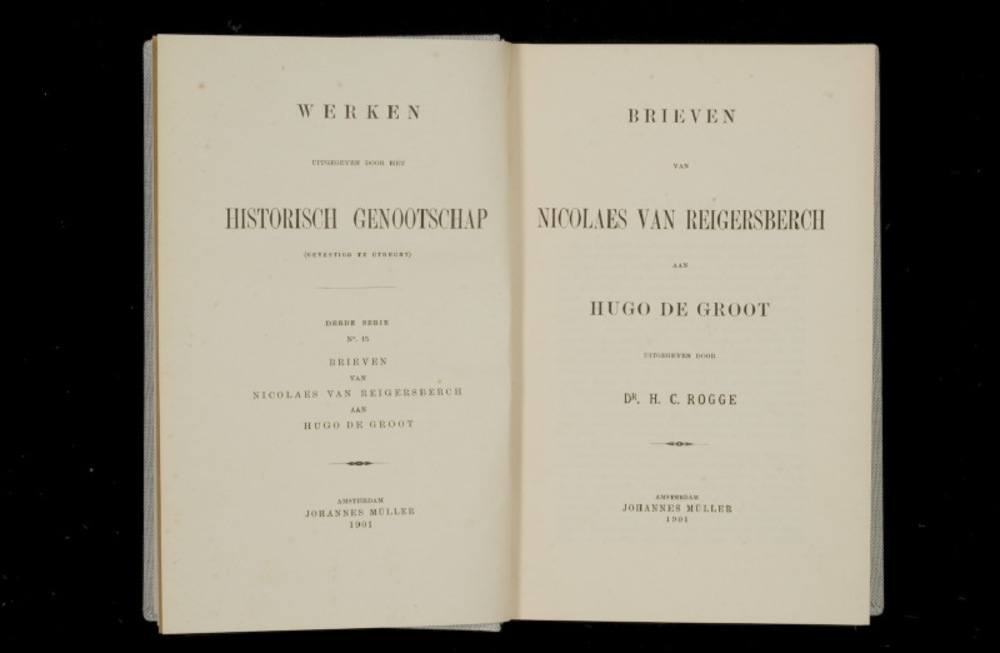 WERKEN
UITGEGEVEN DOOR HET
HISTORISCH GENOOTSCHAP
(GEVESTIGD TE UTRECHT)
DERDE SERIE
Nº. 15
BRIEVEN
VAN
NICOLAES VAN REIGERSBERCH
AAN
HUGO DE GROOT
AMSTERDAM
JOHANNES MÜLLER
1901
BRIEVEN
VAN
NICOLAES VAN REIGERSBERCH
AAN
HUGO DE GROOT
UITGEGEVEN DOOR
DR. H. C. ROGGE
AMSTERDAM
JOHANNES MÜLLER
1901